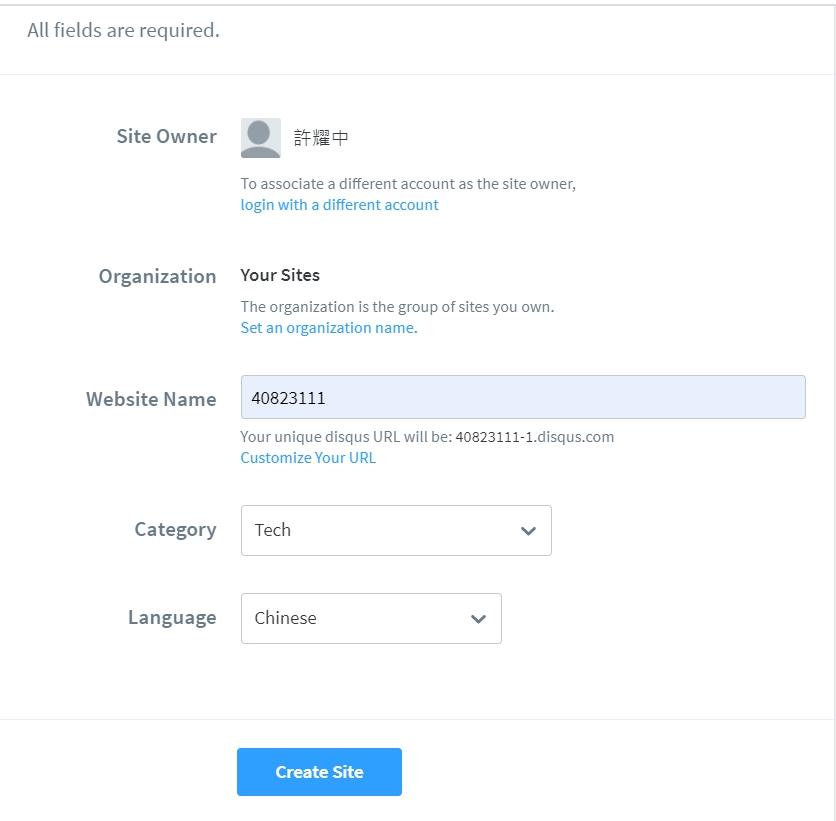 All fields are required.
Site Owner
許耀中
To associate a different account as the site owner,
login with a different account
Organization
Your Sites
The organization is the group of sites you own.
Set an organization name.
Website Name
40823111
Your unique disqus URL will be: 40823111-1.disqus.com
Customize Your URL
Category
Tech
Language
Chinese
Create Site